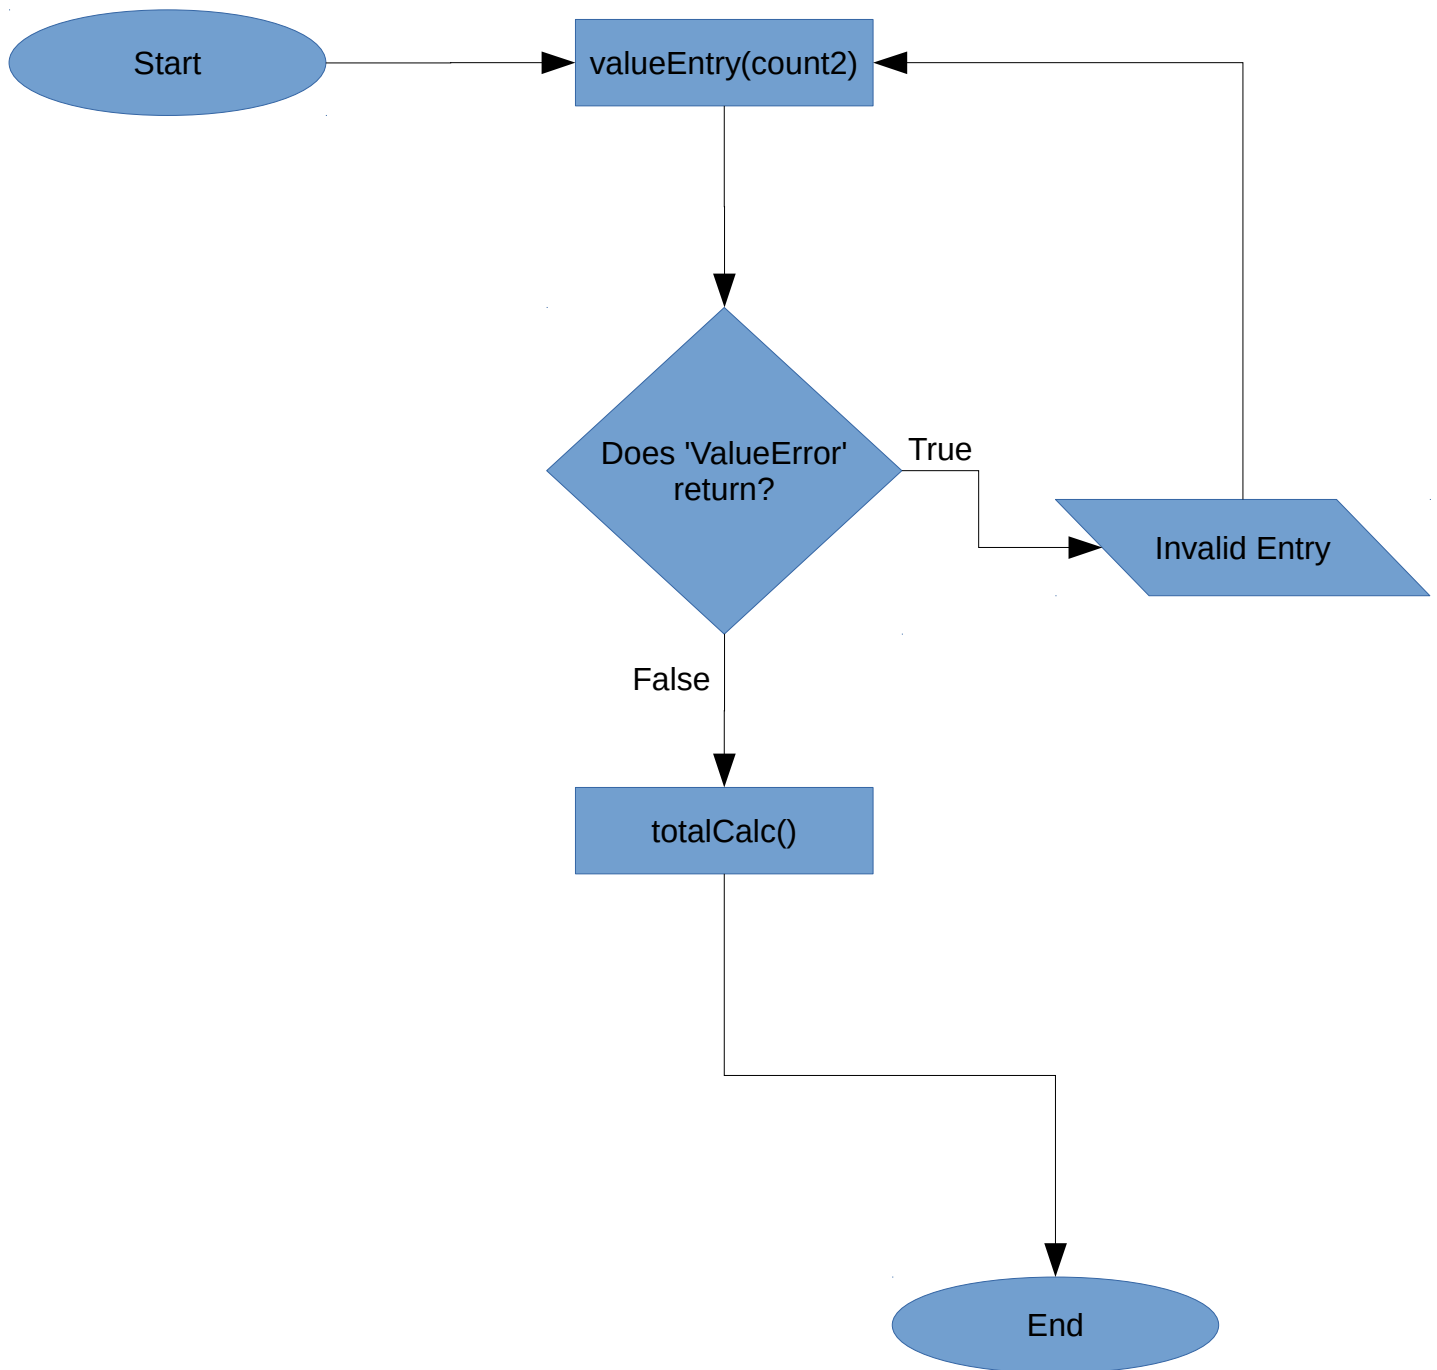 Start
valueEntry(count2)
Does 'ValueError'
return?
True
Invalid Entry
False
totalCalc()
End